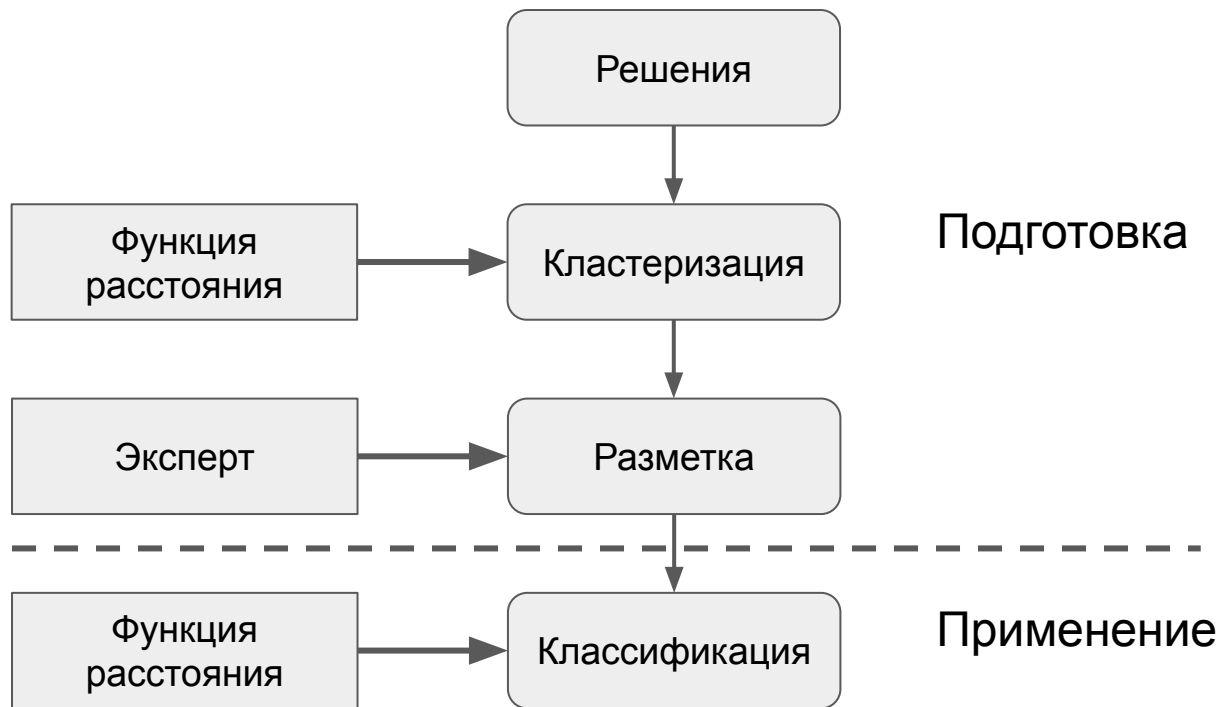 Решения
Функция
расстояния
Кластеризация
Подготовка
Эксперт
Разметка
Функция
расстояния
Классификация
Применение